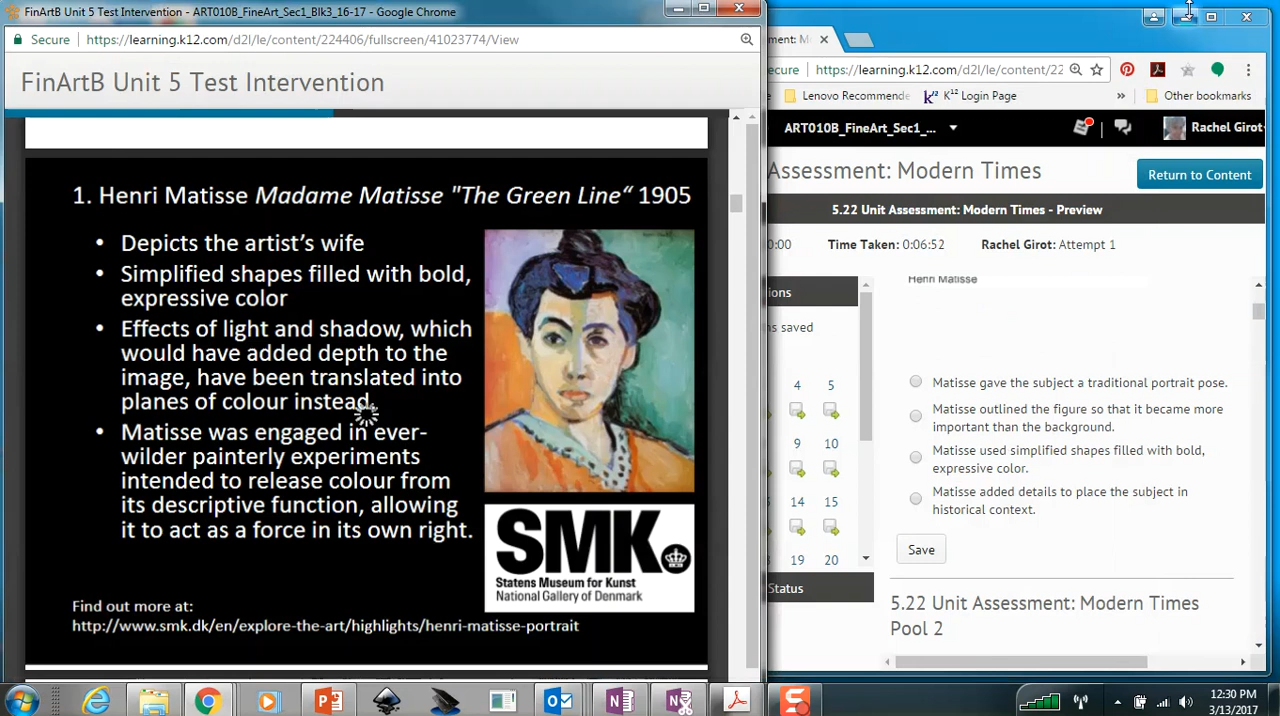 FinArtB Unit 5 Test Intervention - ART010B_FineArt_Sec1_Blk3_16-17 - Google Chrome
Secure https://learning.k12.com/d2l/le/content/224406/fullscreen/41023774/View
FinArtB Unit 5 Test Intervention
1. Henri Matisse Madame Matisse "The Green Line“ 1905
• Depicts the artist’s wife
• Simplified shapes filled with bold,
expressive color
• Effects of light and shadow, which
would have added depth to the
image, have been translated into
planes of colour instead.
• Matisse was engaged in ever-
wilder painterly experiments
intended to release colour from
its descriptive function, allowing
it to act as a force in its own right.
SMK
Statens Museum for Kunst
National Gallery of Denmark
Find out more at:
http://www.smk.dk/en/explore-the-art/highlights/henri-matisse-portrait
ment: M
ecure https://learning.k12.com/d2l/le/content/22
Lenovo Recommende K12 Login Page » Other bookmarks
ART010B_FineArt_Sec1_... Rachel Girot
Assessment: Modern Times
Return to Content
5.22 Unit Assessment: Modern Times - Preview
0:00 Time Taken: 0:06:52 Rachel Girot: Attempt 1
ions
ns saved
4 5
9 10
14 15
19 20
Status
Henri Matisse
Matisse gave the subject a traditional portrait pose.
Matisse outlined the figure so that it became more
important than the background.
Matisse used simplified shapes filled with bold,
expressive color.
Matisse added details to place the subject in
historical context.
Save
5.22 Unit Assessment: Modern Times
Pool 2
12:30 PM
3/13/2017